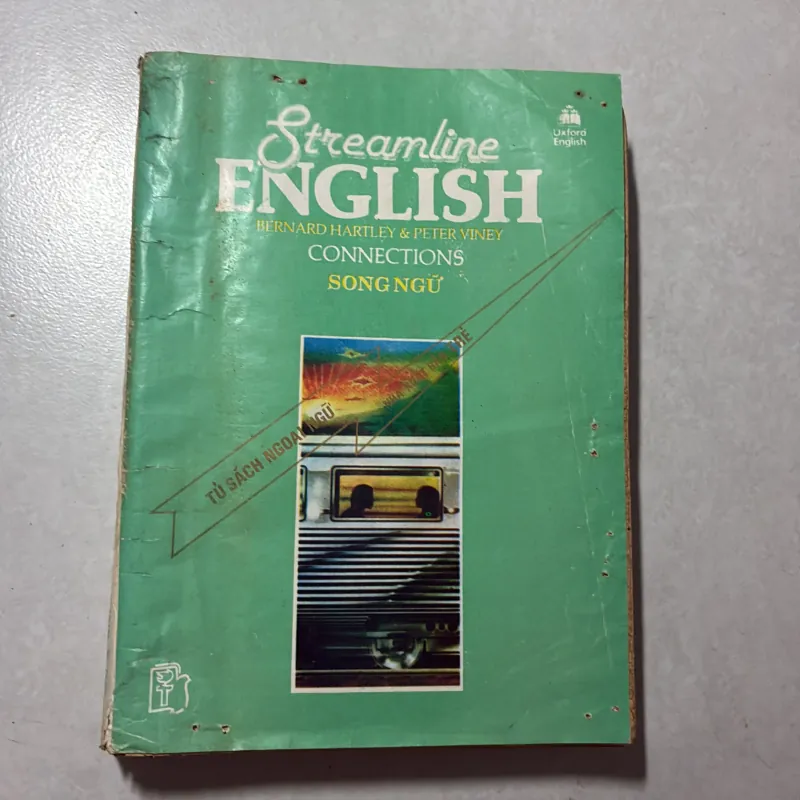 Streamline
ENGLISH
BERNARD HARTLEY & PETER VINEY
CONNECTIONS
SONG NGỮ
Oxford
English
TỦ SÁCH NGOẠI NGỮ